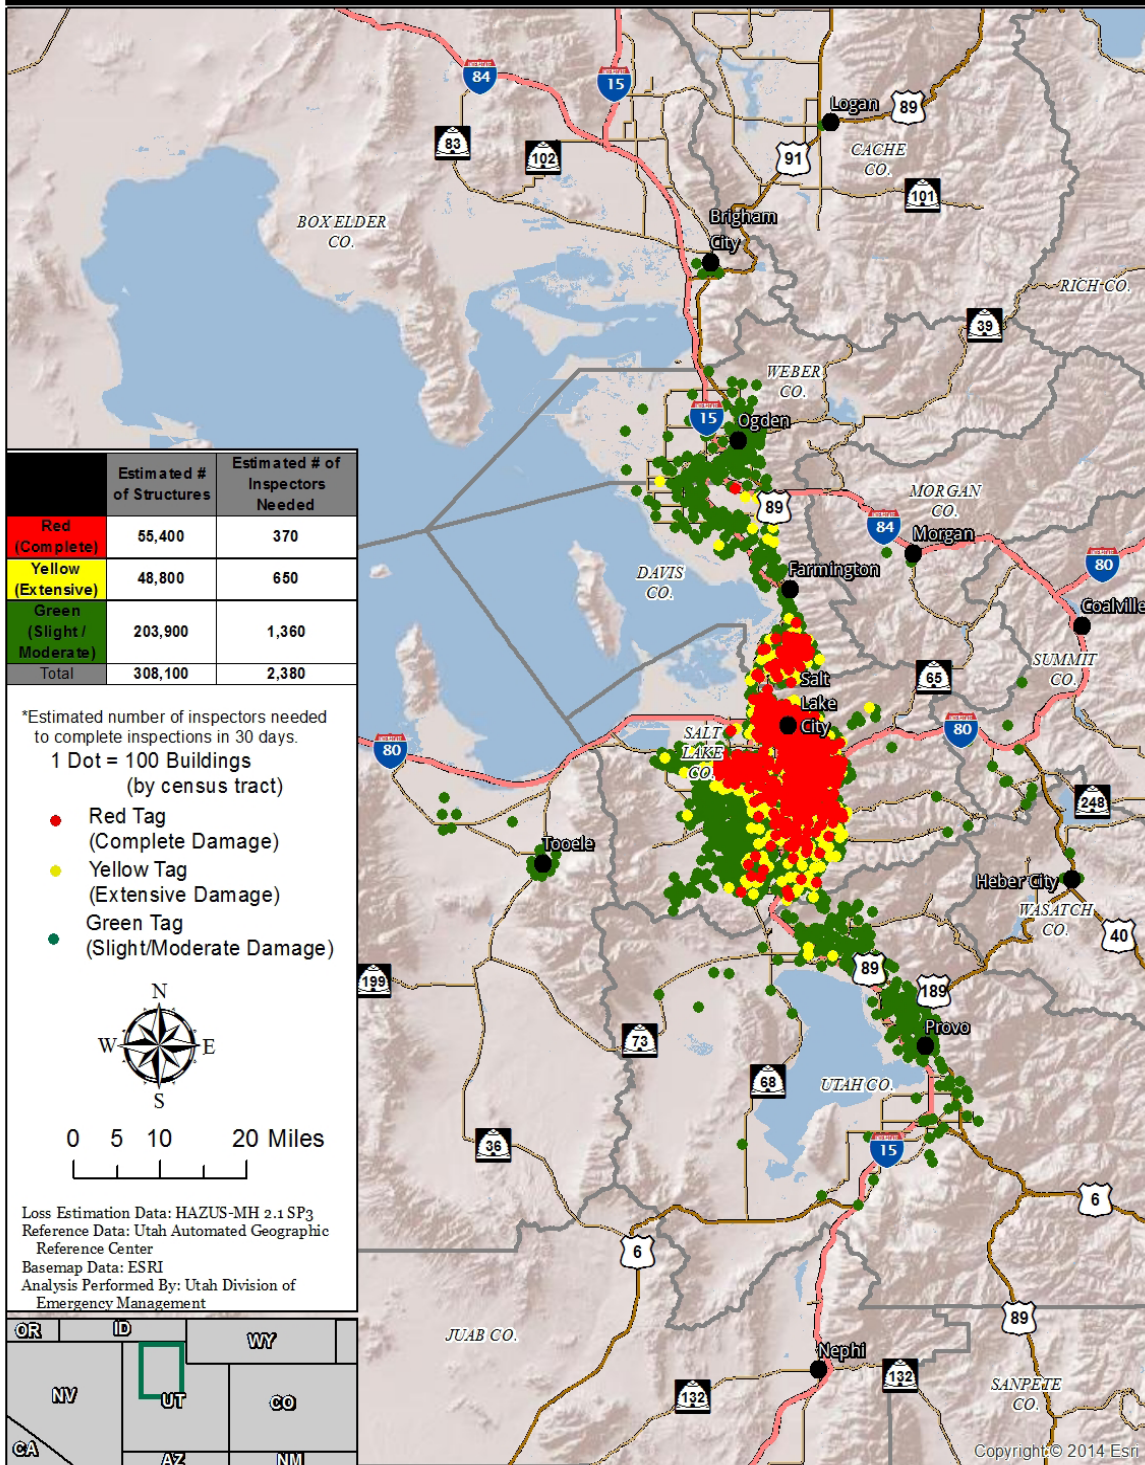 84
15
Logan
89
83
102
91
CACHE
CO.
101
BOX ELDER
CO.
Brigham
City
RICH CO.
39
WEBER
CO.
15
Ogden
Estimated #
of Structures
Estimated # of
Inspectors
Needed
Red
(Complete)
55,400
370
Yellow
(Extensive)
48,800
650
Green
(Slight /
Moderate)
203,900
1,360
Total
308,100
2,380
*Estimated number of inspectors needed
to complete inspections in 30 days.
1 Dot = 100 Buildings
(by census tract)
Red Tag
(Complete Damage)
Yellow Tag
(Extensive Damage)
Green Tag
(Slight/Moderate Damage)
N
W
E
S
0 5 10 20 Miles
Loss Estimation Data: HAZUS-MH 2.1 SP3
Reference Data: Utah Automated Geographic
Reference Center
Basemap Data: ESRI
Analysis Performed By: Utah Division of
Emergency Management
MORGAN
CO.
89
84
Morgan
80
DAVIS
CO.
Farmington
Coalville
SUMMIT
CO.
65
Salt
Lake
City
80
SALT
LAKE
CO.
80
248
Tooele
Heber City
WASATCH
CO.
40
199
89
189
73
Provo
68
UTAH CO.
36
15
6
6
89
JUAB CO.
Nephi
132
132
SANPETE
CO.
OR
ID
WY
NV
UT
CO
CA
AZ
NM
Copyright:© 2014 Esri